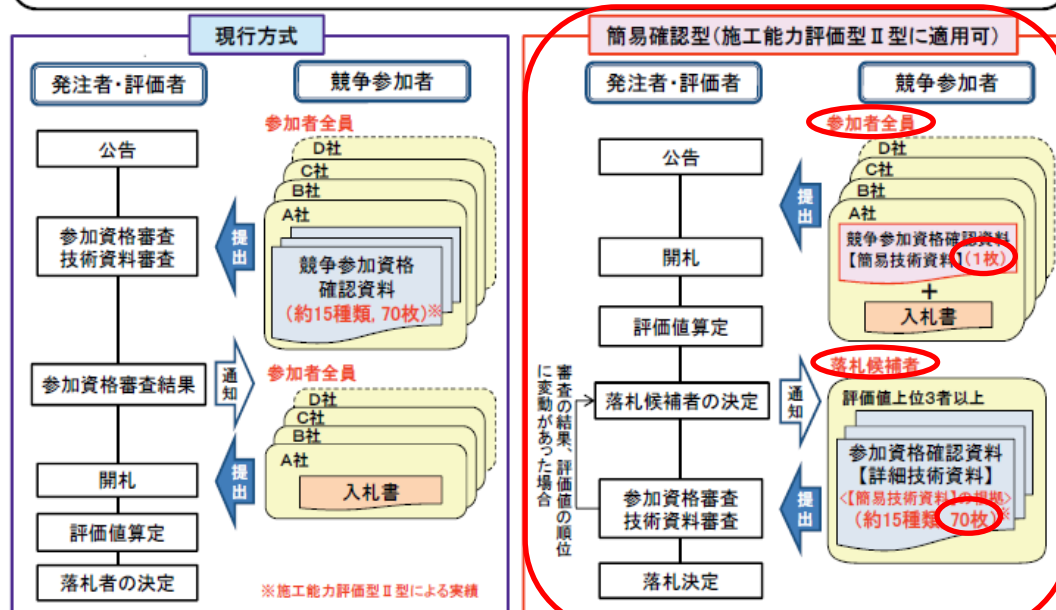 現行方式
発注者・評価者
競争参加者
参加者全員
公告
D社
C社
B社
A社
参加資格審査
技術資料審査
提出
競争参加資格
確認資料
(約15種類, 70枚)※
参加資格審査結果
通知
参加者全員
D社
C社
B社
A社
開札
提出
入札書
評価値算定
落札者の決定
※施工能力評価型Ⅱ型による実績
簡易確認型(施工能力評価型Ⅱ型に適用可)
発注者・評価者
競争参加者
参加者全員
公告
D社
C社
B社
A社
提出
競争参加資格確認資料
【簡易技術資料】(1枚)
+
入札書
開札
評価値算定
落札候補者
落札候補者の決定
通知
評価値上位3者以上
審査の結果、評価値の順位
に変動があった場合
参加資格確認資料
【詳細技術資料】
<【簡易技術資料】の根拠>
(約15種類, 70枚)※
参加資格審査
技術資料審査
提出
落札決定